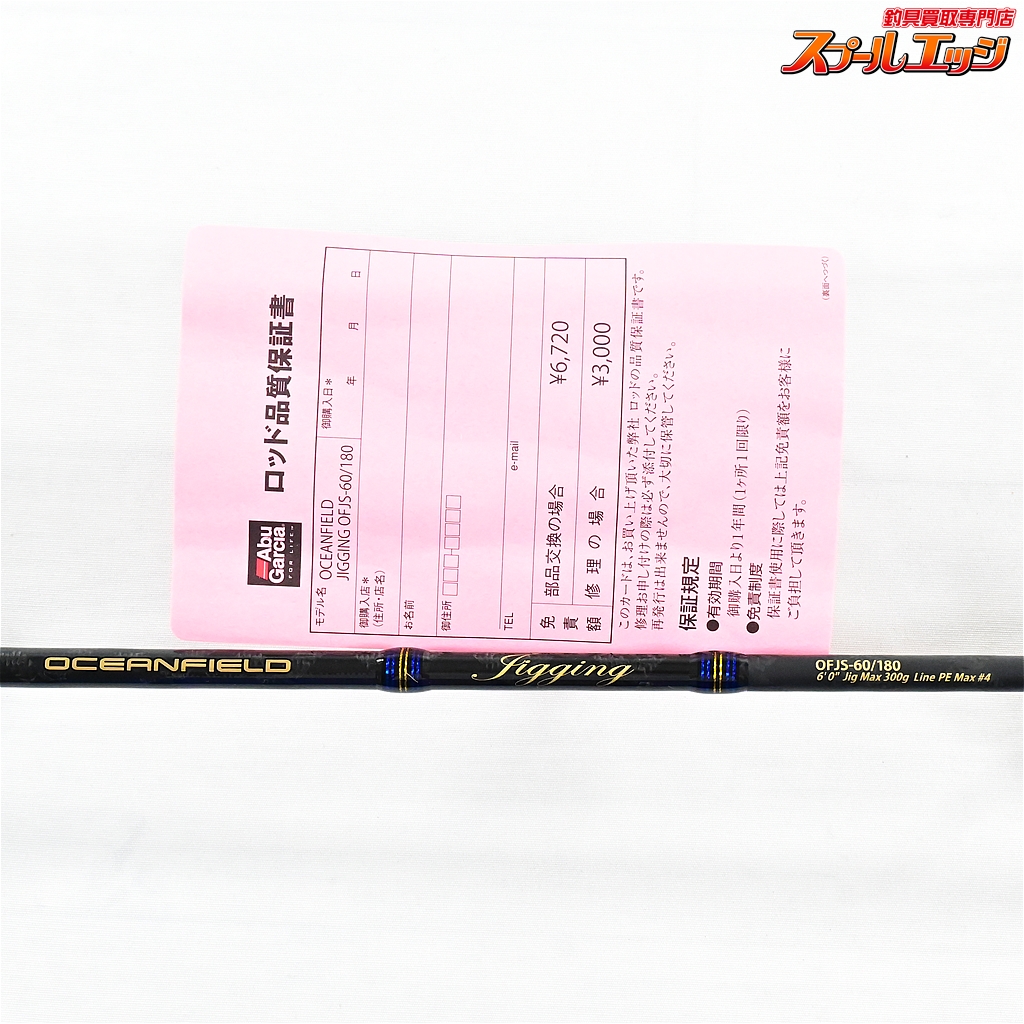 釣具買取専門店
スプールエッジ
Abu
Garcia
FOR LIFE
ロッド品質保証書
モデル名 OCEANFIELD
JIGGING OFJS-60/180
御購入日* 年 月 日
御購入店*
(住所・店名)
お名前
御住所 □□□-□□□□
TEL e-mail
免責額
部品交換の場合 ¥6,720
修理の場合 ¥3,000
このカードは、お買い上げ頂いた弊社 ロッドの品質保証書です。
修理お申し付けの際は必ず添付してください。
再発行は出来ませんので、大切に保管してください。
保証規定
●有効期間
御購入日より1年間(1ヶ所1回限り)
●免責制度
保証書使用に際しては上記免責額をお客様に
ご負担して頂きます。
(裏面へつづく)
OCEANFIELD
Jigging
OFJS-60/180
6'0" Jig Max 300g Line PE Max #4